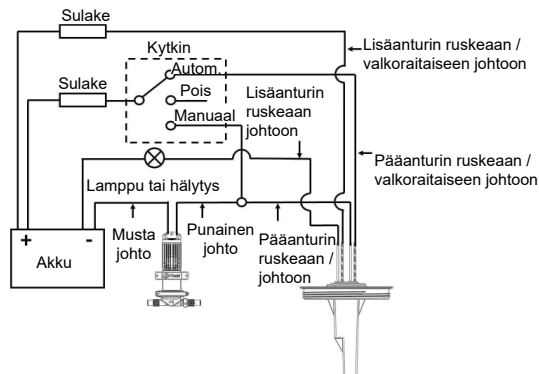 Sulake
Kytkin
Lisäanturin ruskeaan /
valkoraitaiseen johtoon
Autom.
Sulake
Pois
Lisäanturin
ruskeaan
johtoon
Manuaal
Pääanturin ruskeaan /
valkoraitaiseen johtoon
Lamppu tai hälytys
+
-
Akku
Musta
johto
Punainen
johto
Pääanturin
ruskeaan /
johtoon